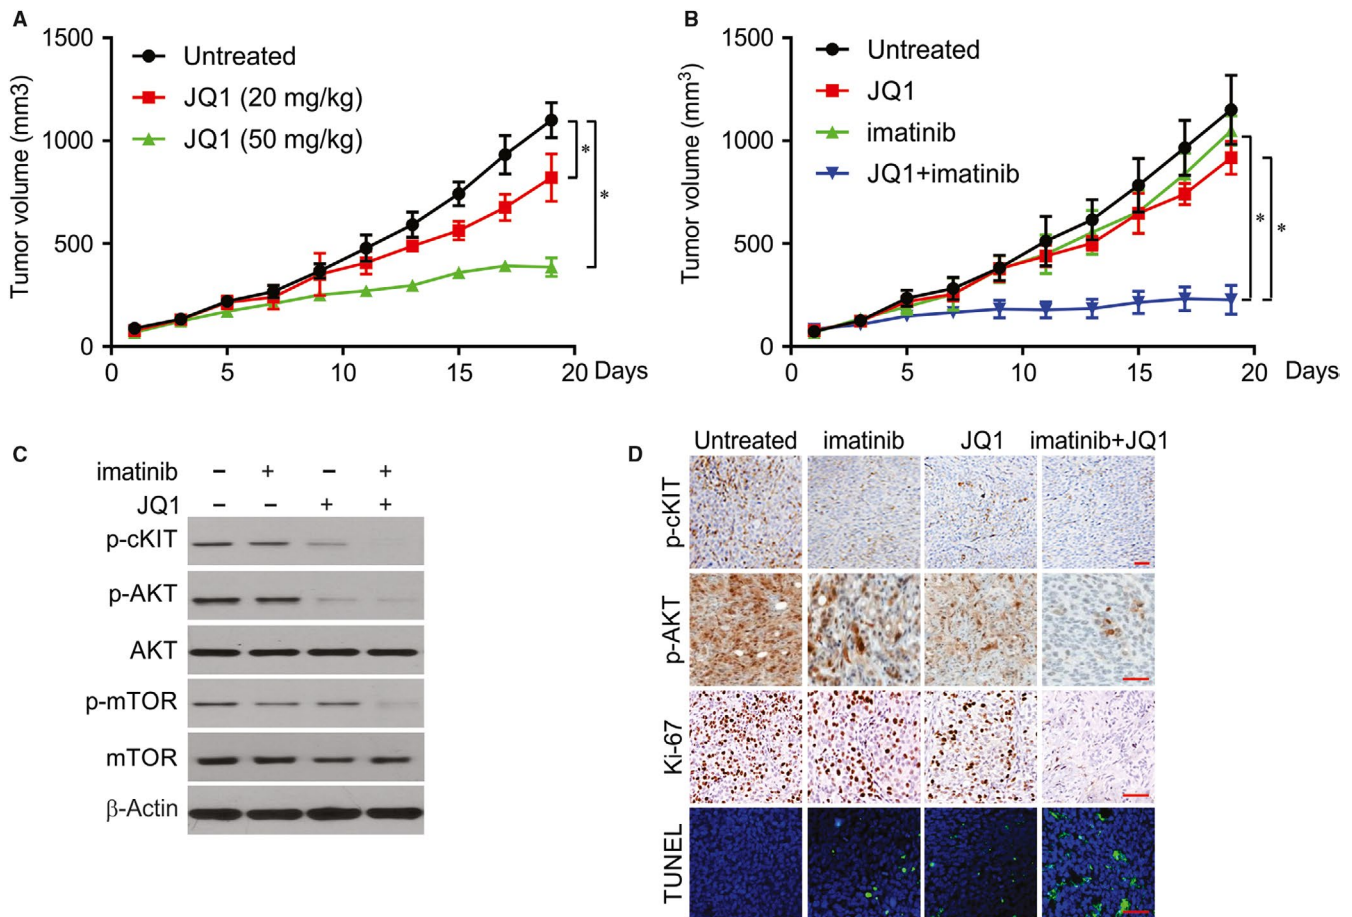 A
1500
1000
500
0
Tumor volume (mm3)
Untreated
JQ1 (20 mg/kg)
JQ1 (50 mg/kg)
*
*
0 5 10 15 20 Days
B
1500
1000
500
0
Tumor volume (mm³)
Untreated
JQ1
imatinib
JQ1+imatinib
*
*
0 5 10 15 20 Days
C
imatinib − + − +
JQ1 − − + +
p-cKIT
p-AKT
AKT
p-mTOR
mTOR
β-Actin
D
Untreated imatinib JQ1 imatinib+JQ1
p-cKIT
p-AKT
Ki-67
TUNEL